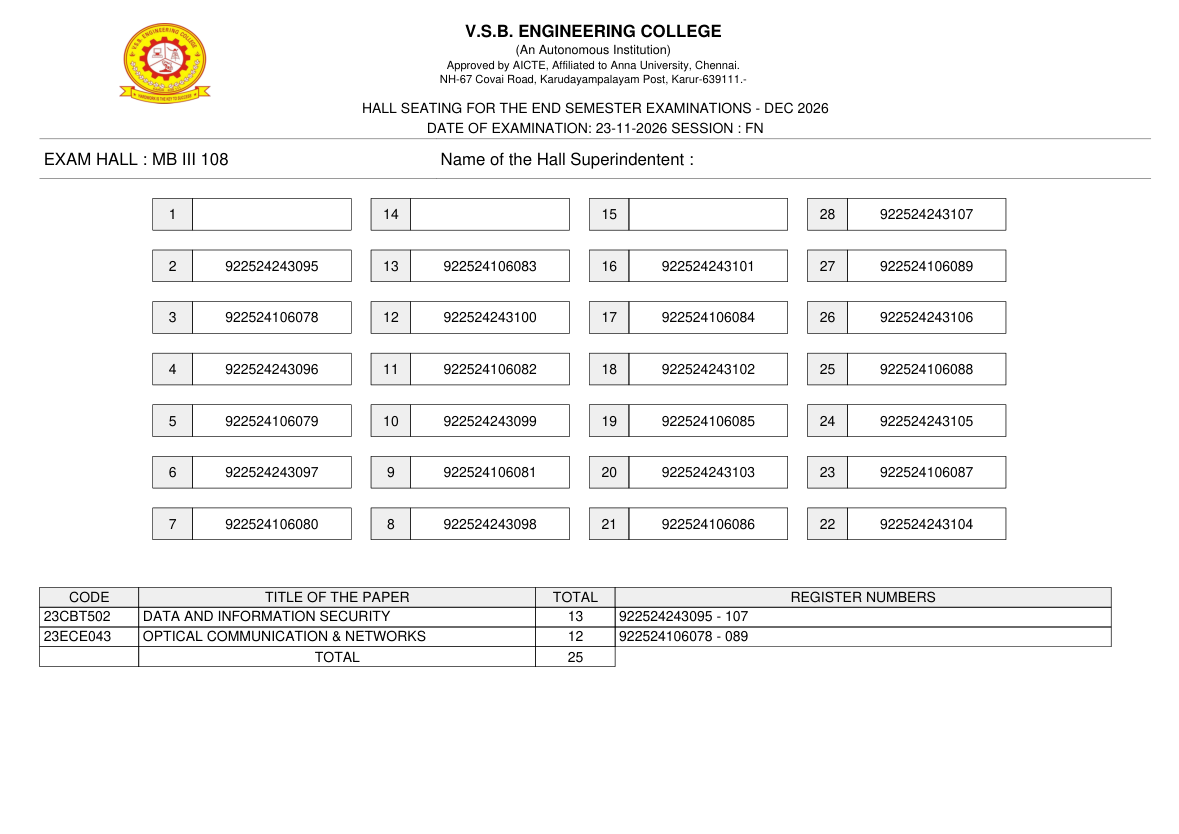 V.S.B. ENGINEERING COLLEGE
(An Autonomous Institution)
Approved by AICTE, Affiliated to Anna University, Chennai.
NH-67 Covai Road, Karudayampalayam Post, Karur-639111.-
HALL SEATING FOR THE END SEMESTER EXAMINATIONS - DEC 2026
DATE OF EXAMINATION: 23-11-2026 SESSION : FN
EXAM HALL : MB III 108 Name of the Hall Superindentent :
1 14 15 28 922524243107
2 922524243095 13 922524106083 16 922524243101 27 922524106089
3 922524106078 12 922524243100 17 922524106084 26 922524243106
4 922524243096 11 922524106082 18 922524243102 25 922524106088
5 922524106079 10 922524243099 19 922524106085 24 922524243105
6 922524243097 9 922524106081 20 922524243103 23 922524106087
7 922524106080 8 922524243098 21 922524106086 22 922524243104
CODE TITLE OF THE PAPER TOTAL REGISTER NUMBERS
23CBT502 DATA AND INFORMATION SECURITY 13 922524243095 - 107
23ECE043 OPTICAL COMMUNICATION & NETWORKS 12 922524106078 - 089
TOTAL 25